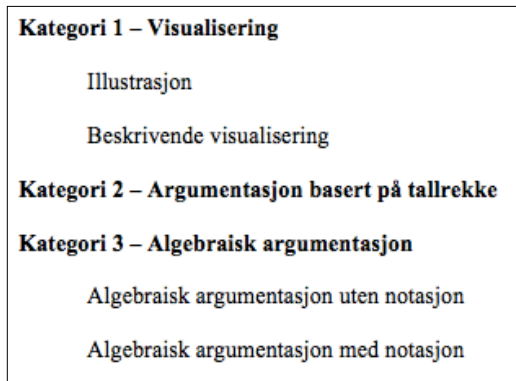 Kategori 1 – Visualisering
Illustrasjon
Beskrivende visualisering
Kategori 2 – Argumentasjon basert på tallrekke
Kategori 3 – Algebraisk argumentasjon
Algebraisk argumentasjon uten notasjon
Algebraisk argumentasjon med notasjon